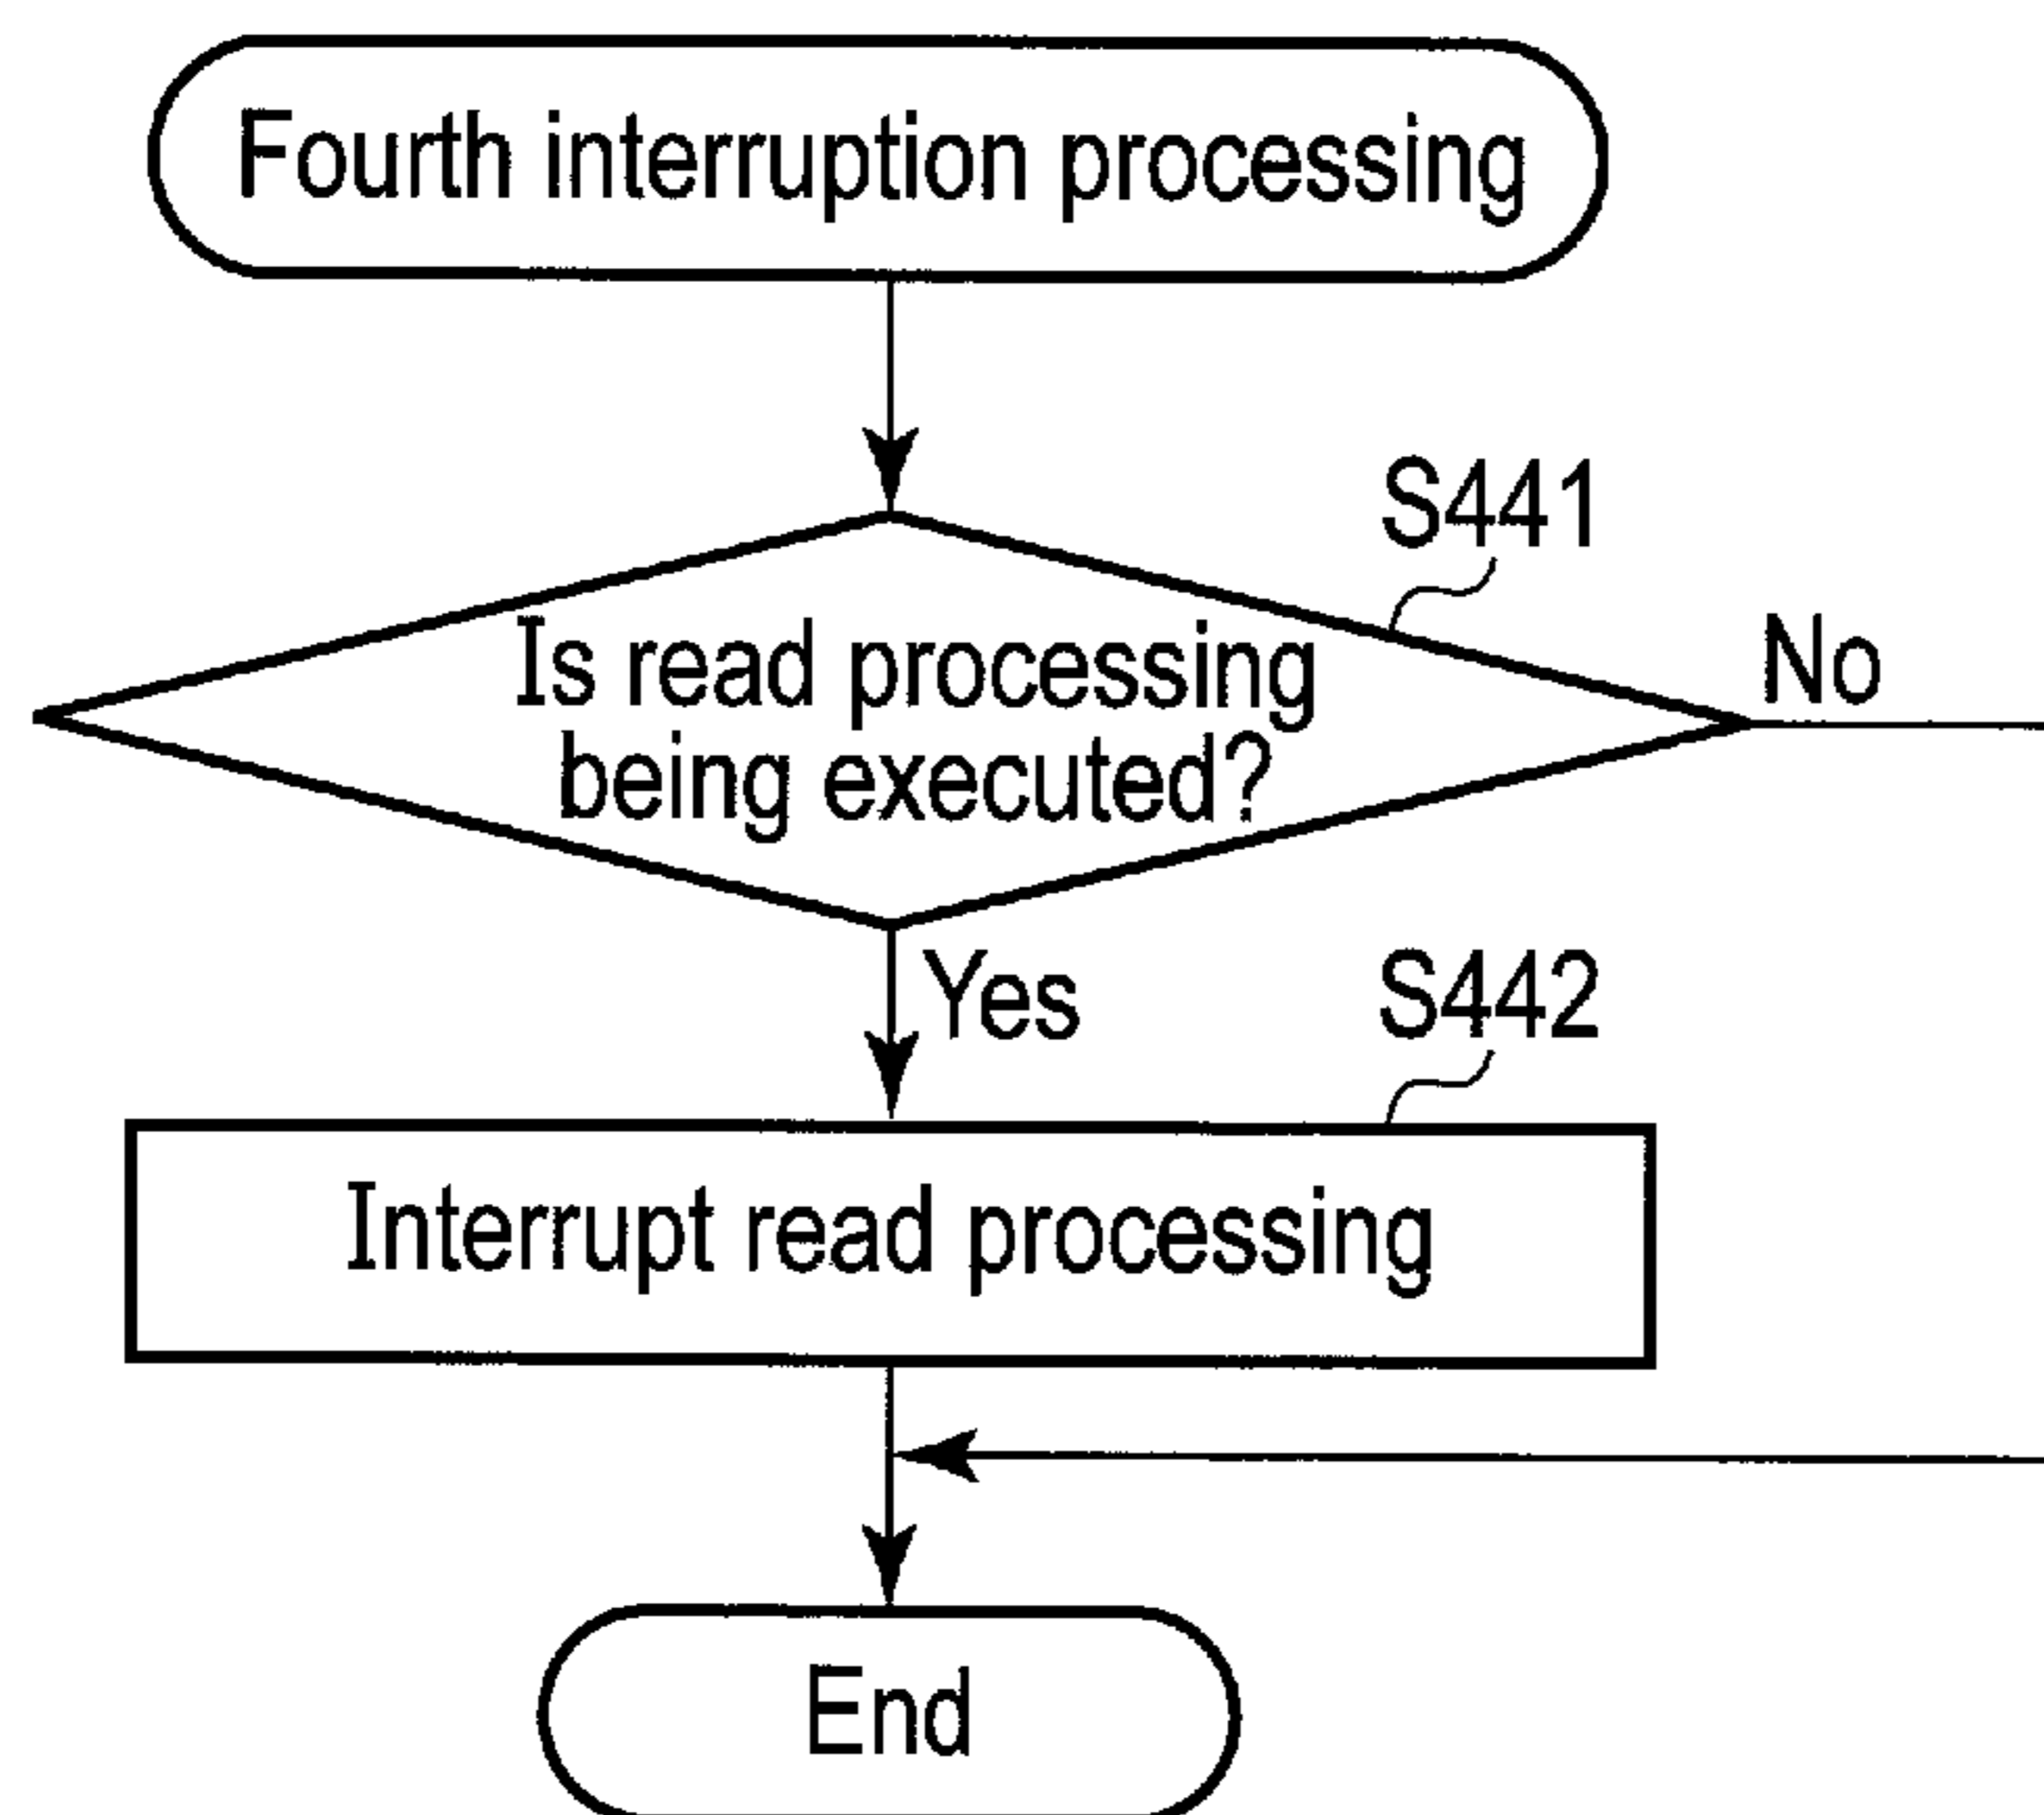 Fourth interruption processing
S441
Is read processing
being executed?
No
Yes
S442
Interrupt read processing
End